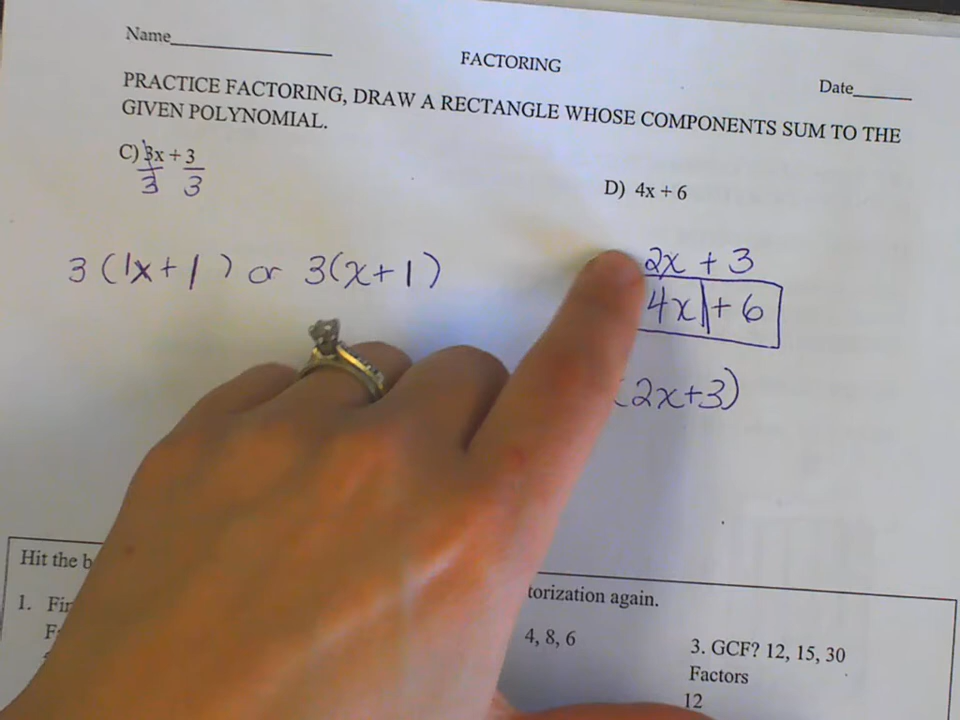 Name
FACTORING
Date
PRACTICE FACTORING, DRAW A RECTANGLE WHOSE COMPONENTS SUM TO THE
GIVEN POLYNOMIAL.
C) 3x + 3
3 3
D) 4x + 6
3 (1x+1) or 3(x+1)
2x + 3
4x + 6
(2x+3)
Hit the
torization again.
1.
4, 8, 6
3. GCF? 12, 15, 30
Factors
12